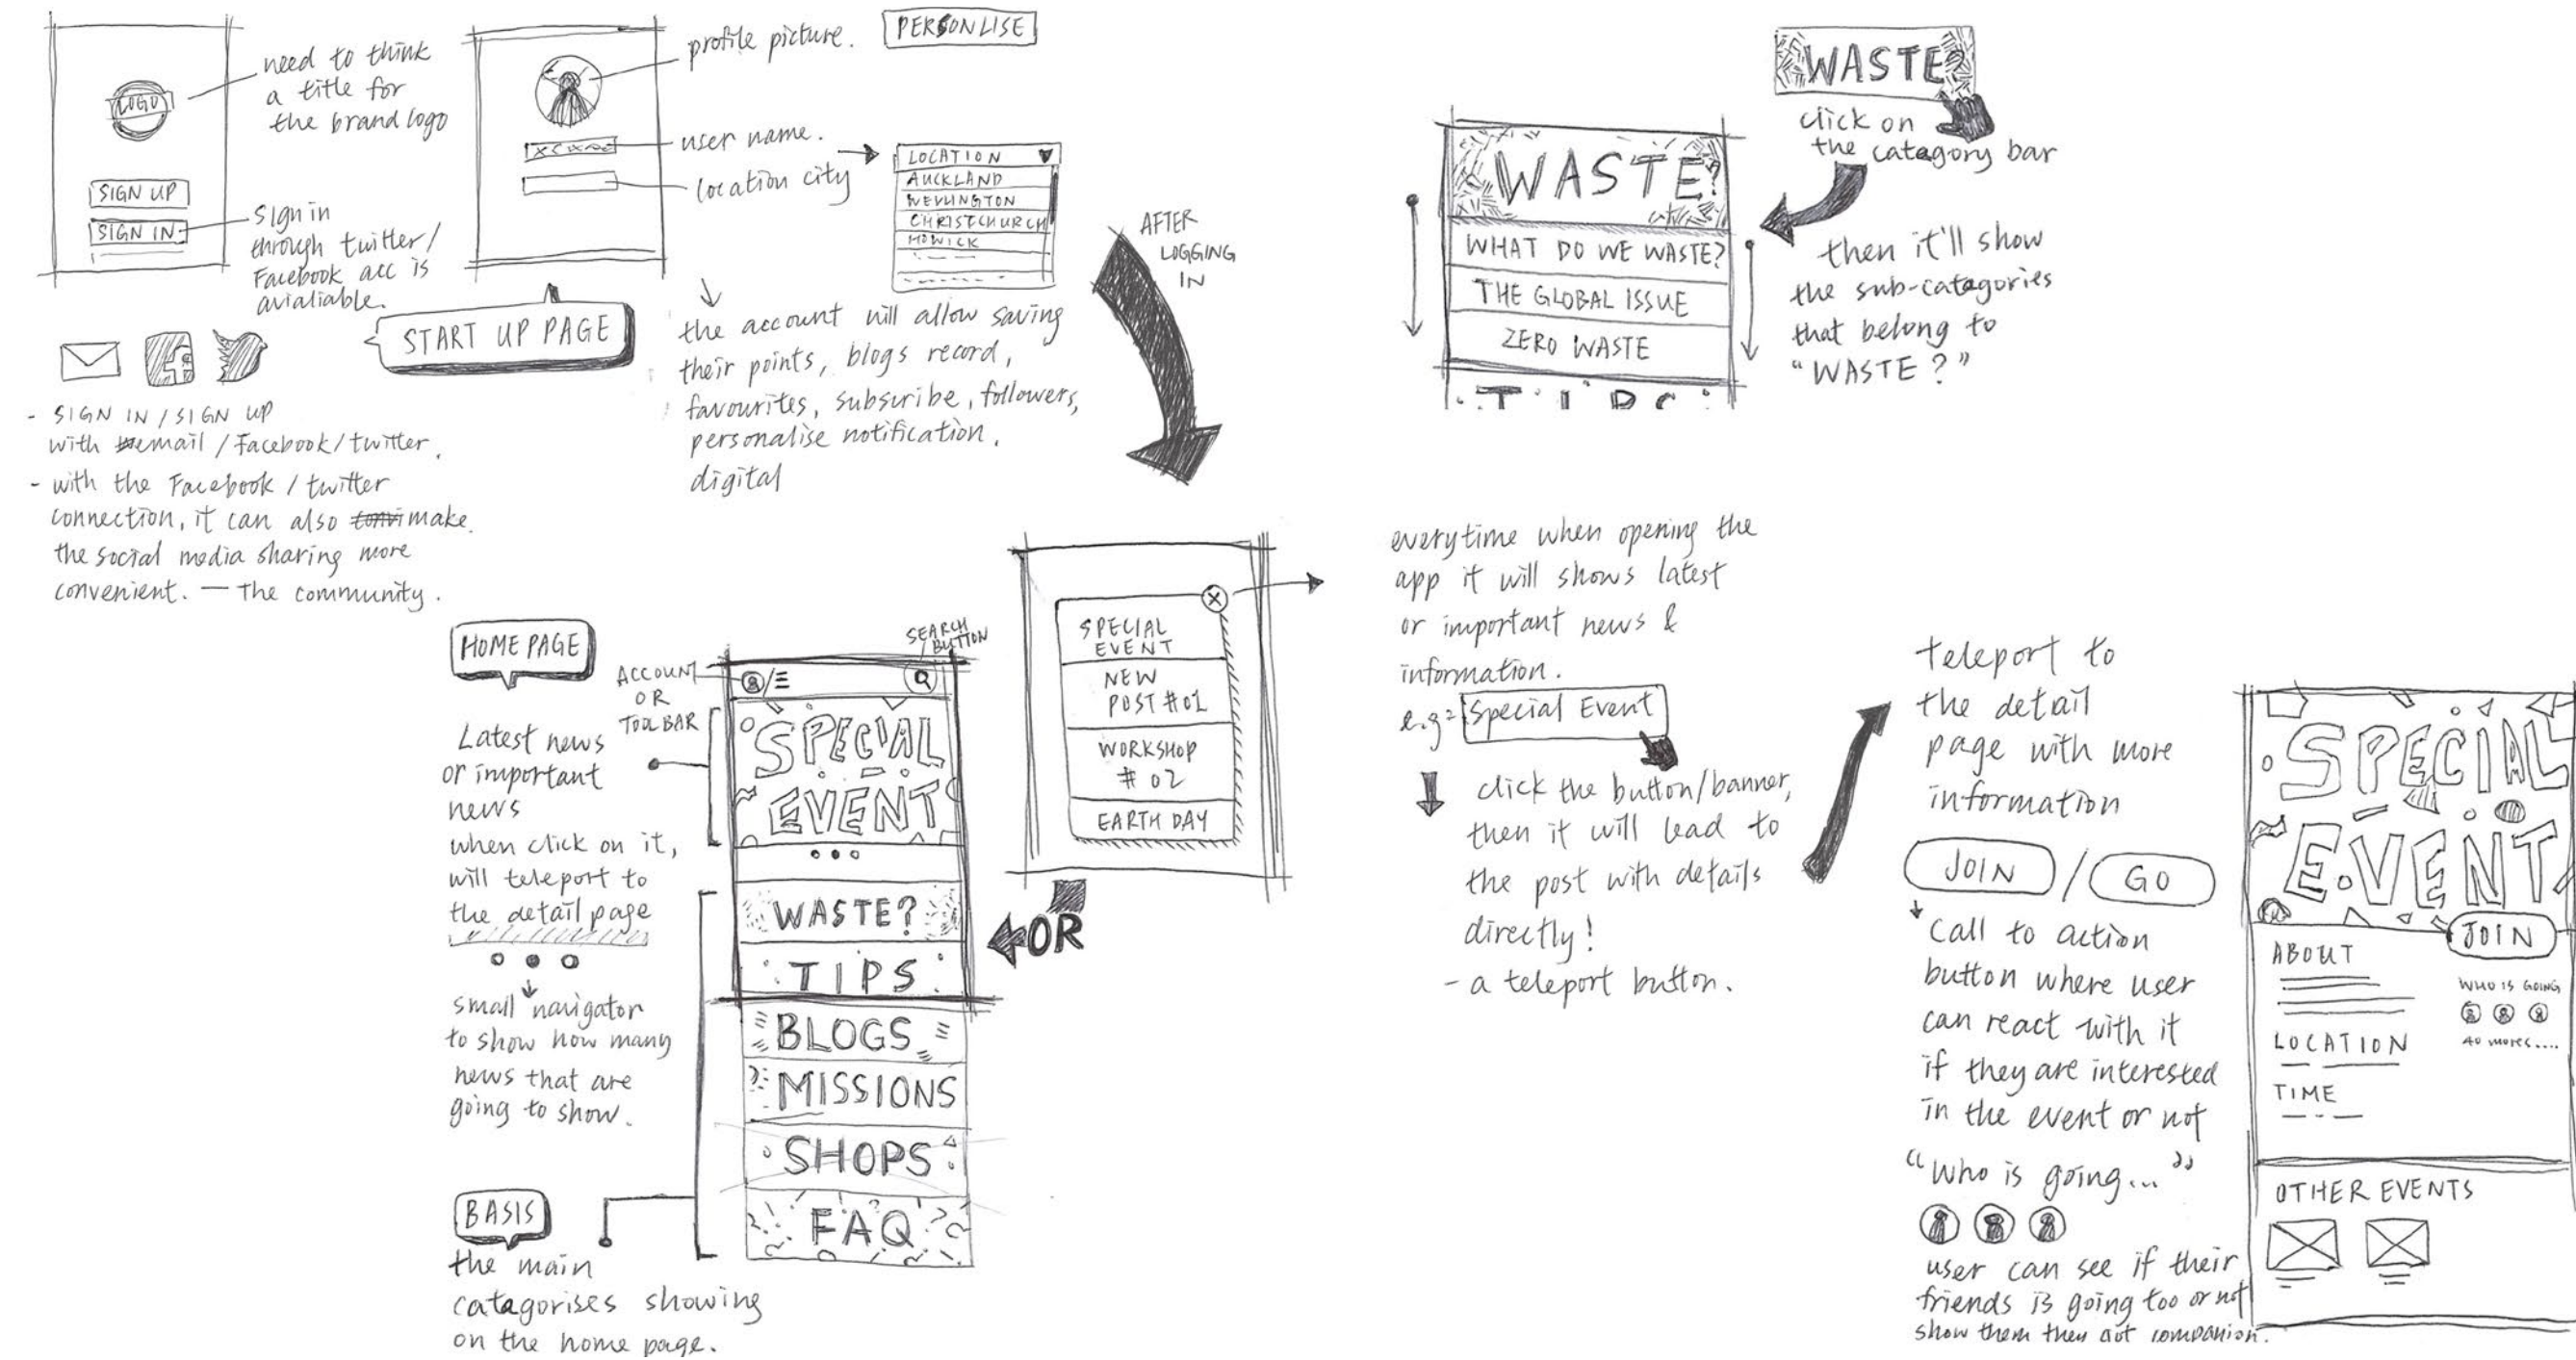 LOGO
need to think
a title for
the brand logo
SIGN UP
SIGN IN
sign in
through twitter/
Facebook acc is
avialiable.
profile picture.
PERSONLISE
user name.
location city
LOCATION
AUCKLAND
WELLINGTON
CHRISTCHURCH
HOWICK
START UP PAGE
- SIGN IN / SIGN UP
with email / Facebook / twitter.
- with the Facebook / twitter
connection, it can also make
the social media sharing more
convenient. — The community.
the account will allow saving
their points, blogs record,
favourites, subscribe, followers,
personalise notification.
digital
AFTER
LOGGING
IN
WASTE?
click on
the catagory bar
WASTE?
WHAT DO WE WASTE?
THE GLOBAL ISSUE
ZERO WASTE
TIPS
then it'll show
the sub-categories
that belong to
"WASTE?"
HOME PAGE
Latest news
or important
news
when click on it,
will teleport to
the detail page
small navigator
to show how many
news that are
going to show.
BASIS
the main
catagorises showing
on the home page.
ACCOUNT
OR
TOOLBAR
SEARCH
BUTTON
SPECIAL
EVENT
WASTE?
TIPS
BLOGS
MISSIONS
SHOPS
FAQ
OR
X
SPECIAL
EVENT
NEW
POST #01
WORKSHOP
# 02
EARTH DAY
everytime when opening the
app it will shows latest
or important news &
information.
e.g = Special Event
click the button/banner,
then it will lead to
the post with details
directly!
- a teleport button.
teleport to
the detail
page with more
information
JOIN / GO
call to action
button where user
can react with it
if they are interested
in the event or not
"Who is going..."
user can see if their
friends is going too or not
show them they companion.
SPECIAL
EVENT
JOIN
ABOUT
WHO IS GOING
40 mores....
LOCATION
TIME
OTHER EVENTS